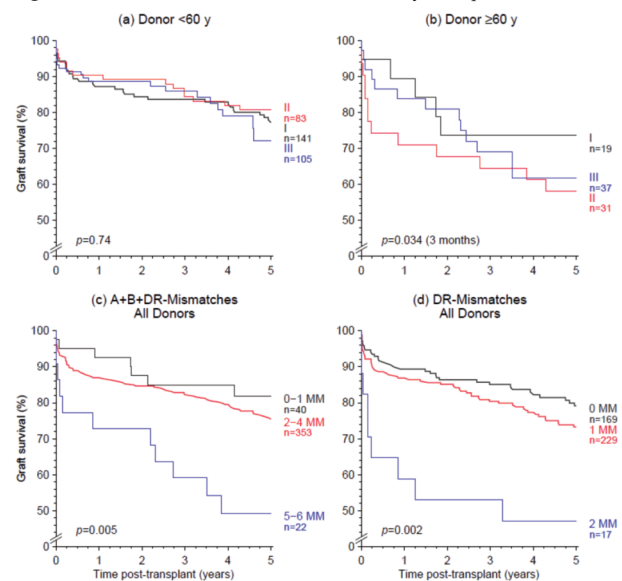 (a) Donor <60 y
100
90
80
70
60
50
0
Graft survival (%)
II
n=83
I
n=141
III
n=105
p=0.74
0 1 2 3 4 5
(b) Donor ≥60 y
100
90
80
70
60
50
0
I
n=19
III
n=37
II
n=31
p=0.034 (3 months)
0 1 2 3 4 5
(c) A+B+DR-Mismatches
All Donors
100
90
80
70
60
50
0
Graft survival (%)
0–1 MM
n=40
2–4 MM
n=353
5–6 MM
n=22
p=0.005
0 1 2 3 4 5
Time post-transplant (years)
(d) DR-Mismatches
All Donors
100
90
80
70
60
50
0
0 MM
n=169
1 MM
n=229
2 MM
n=17
p=0.002
0 1 2 3 4 5
Time post-transplant (years)